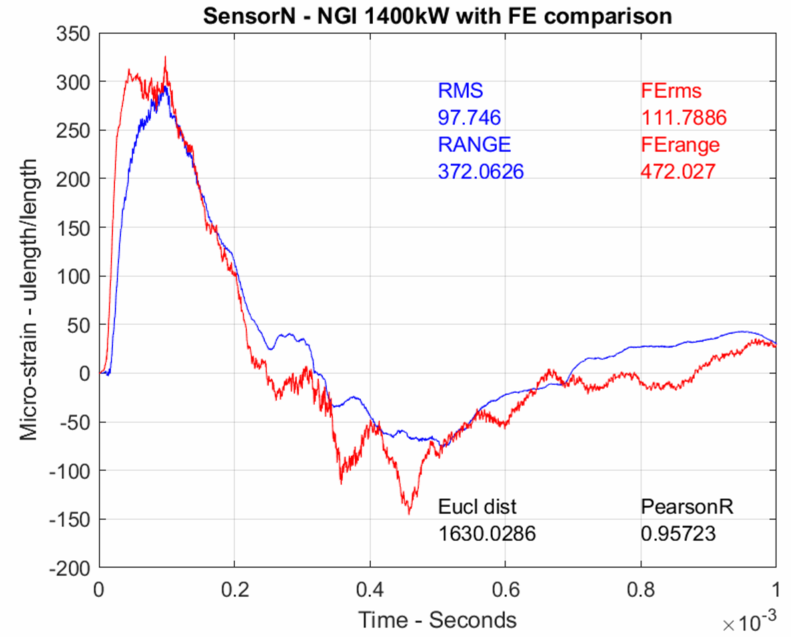 SensorN - NGI 1400kW with FE comparison
350
300
250
200
150
100
50
0
-50
-100
-150
-200
Micro-strain - ulength/length
RMS
97.746
RANGE
372.0626
FErms
111.7886
FErange
472.027
Eucl dist
1630.0286
PearsonR
0.95723
0
0.2
0.4
0.6
0.8
1
Time - Seconds
×10⁻³